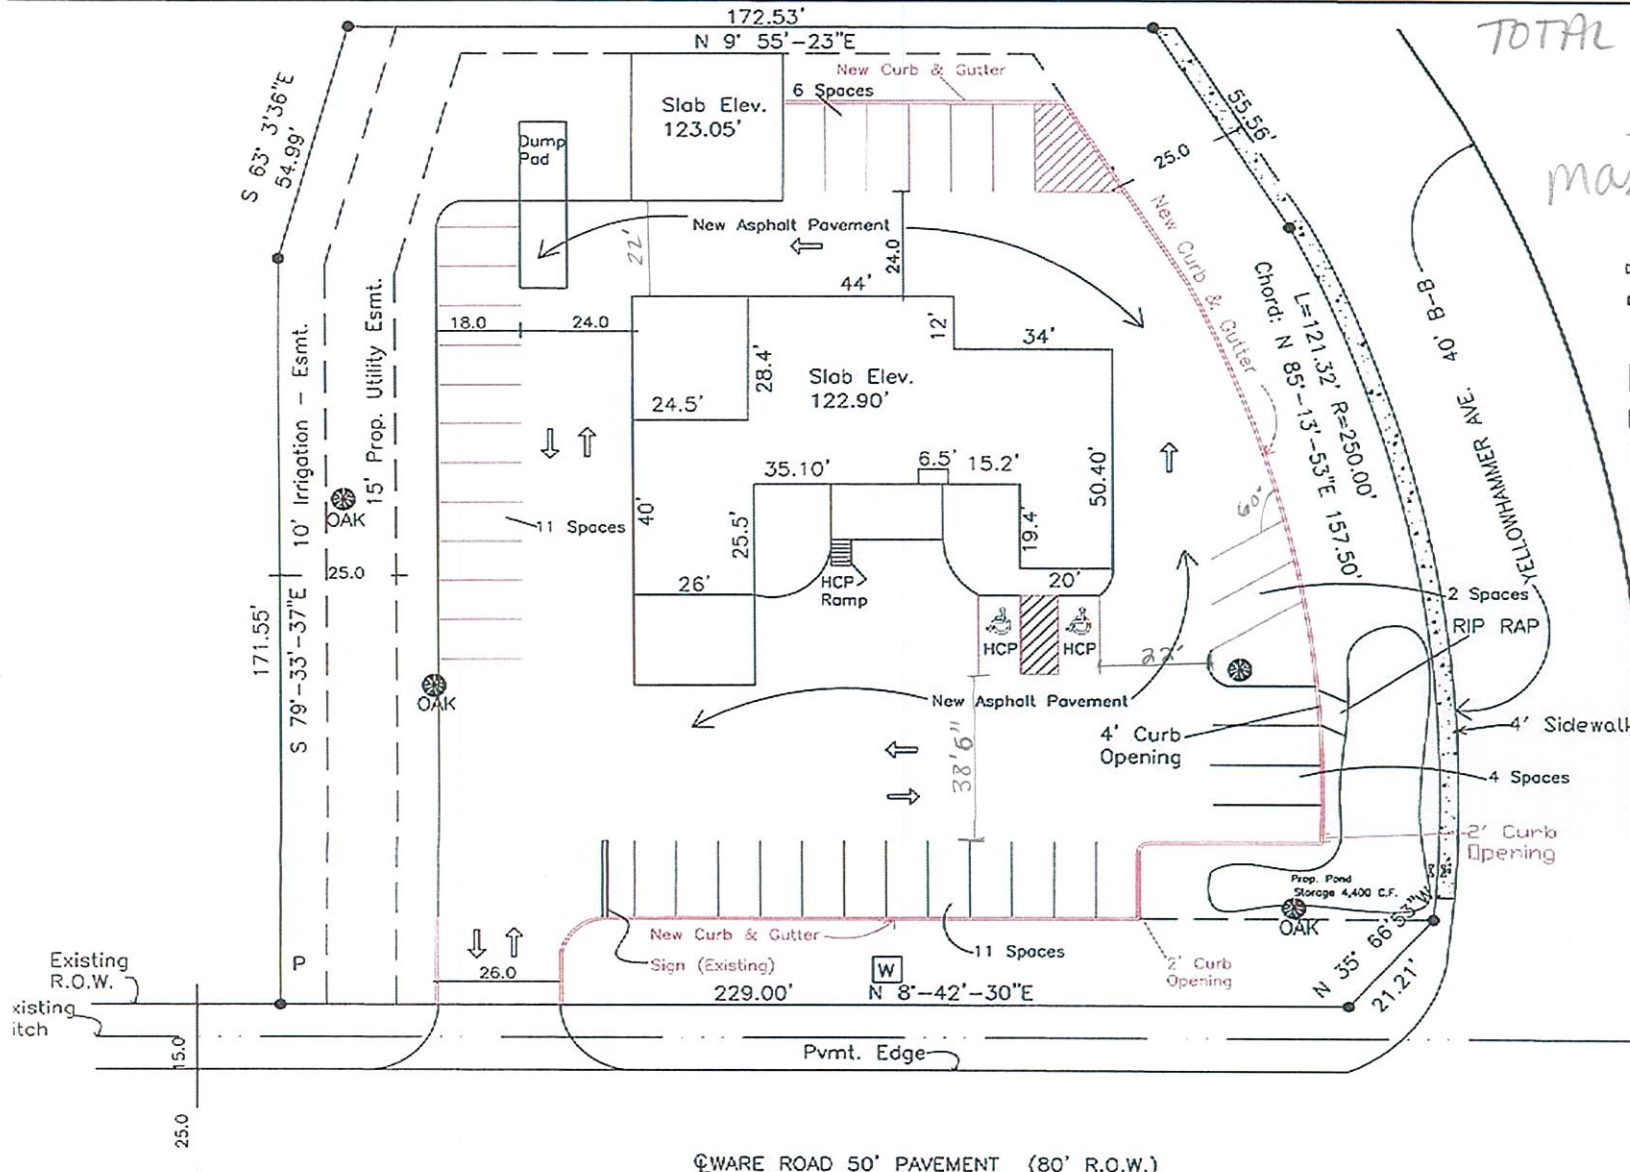 172.53'
N 9° 55'-23"E
TOTAL
New Curb & Gutter
6 Spaces
Slab Elev.
123.05'
S 63° 3'36"E
54.99'
Dump
Pad
55.56'
25.0
New Asphalt Pavement
22'
24.0
New Curb & Gutter
40' B-B
YELLOWHAMMER AVE.
L=121.32' R=250.00'
Chord: N 85°-13'-53"E 157.50'
44'
12'
34'
18.0
24.0
28.4'
Slab Elev.
122.90'
24.5'
10' Irrigation - Esmt.
15' Prop. Utility Esmt.
35.10'
6.5'
15.2'
50.40'
60°
OAK
11 Spaces
40'
25.5'
19.4'
25.0
26'
HCP
Ramp
20'
2 Spaces
RIP RAP
HCP
HCP
22'
171.55'
S 79°-33'-37"E
OAK
New Asphalt Pavement
4' Curb
Opening
4' Sidewalk
38'6"
4 Spaces
2' Curb
Opening
Prop. Pond
Storage 4,400 C.F.
OAK
N 35° 66'53"W
21.21'
New Curb & Gutter
11 Spaces
Sign (Existing)
2' Curb
Opening
Existing
R.O.W.
P
26.0
W
229.00'
N 8°-42'-30"E
xisting
itch
15.0
Pvmt. Edge
25.0
℄WARE ROAD 50' PAVEMENT (80' R.O.W.)